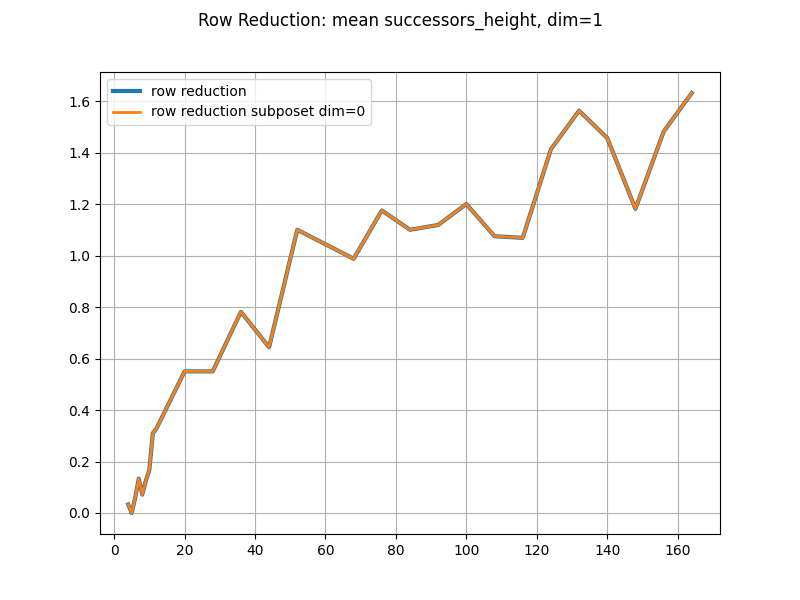 Row Reduction: mean successors_height, dim=1
row reduction
row reduction subposet dim=0
1.6
1.4
1.2
1.0
0.8
0.6
0.4
0.2
0.0
0 20 40 60 80 100 120 140 160